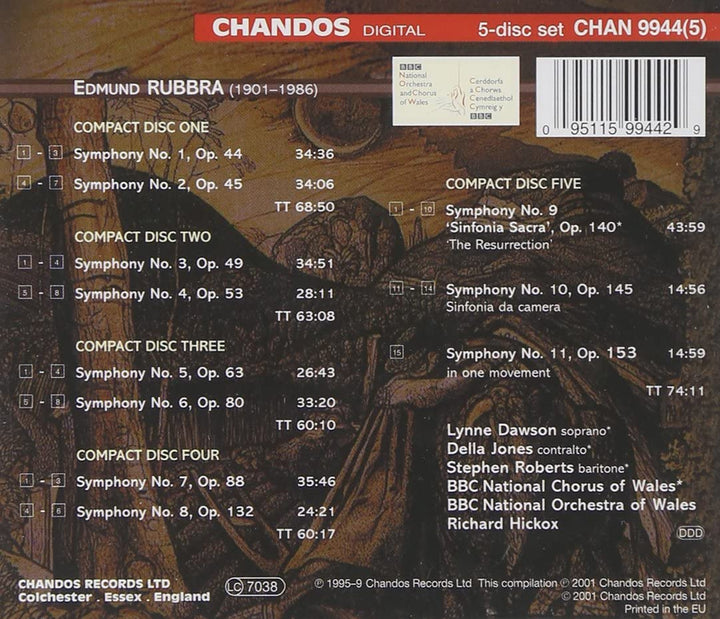 CHANDOS DIGITAL 5-disc set CHAN 9944(5)
BBC
National
Orchestra
and Chorus
of Wales
Cerddorfa
a Chorws
Cenedlaethol
Cymreig y
BBC
0 95115 99442 9
EDMUND RUBBRA (1901–1986)
COMPACT DISC ONE
1 - 3 Symphony No. 1, Op. 44 34:36
4 - 7 Symphony No. 2, Op. 45 34:06
TT 68:50
COMPACT DISC TWO
1 - 4 Symphony No. 3, Op. 49 34:51
5 - 8 Symphony No. 4, Op. 53 28:11
TT 63:08
COMPACT DISC THREE
1 - 4 Symphony No. 5, Op. 63 26:43
5 - 8 Symphony No. 6, Op. 80 33:20
TT 60:10
COMPACT DISC FOUR
1 - 3 Symphony No. 7, Op. 88 35:46
4 - 6 Symphony No. 8, Op. 132 24:21
TT 60:17
COMPACT DISC FIVE
1 - 10 Symphony No. 9
'Sinfonia Sacra', Op. 140* 43:59
'The Resurrection'
11 - 14 Symphony No. 10, Op. 145 14:56
Sinfonia da camera
15 Symphony No. 11, Op. 153 14:59
in one movement
TT 74:11
Lynne Dawson soprano*
Della Jones contralto*
Stephen Roberts baritone*
BBC National Chorus of Wales*
BBC National Orchestra of Wales
Richard Hickox
DDD
CHANDOS RECORDS LTD
Colchester . Essex . England
LC 7038
℗ 1995–9 Chandos Records Ltd This compilation ℗ 2001 Chandos Records Ltd
© 2001 Chandos Records Ltd
Printed in the EU